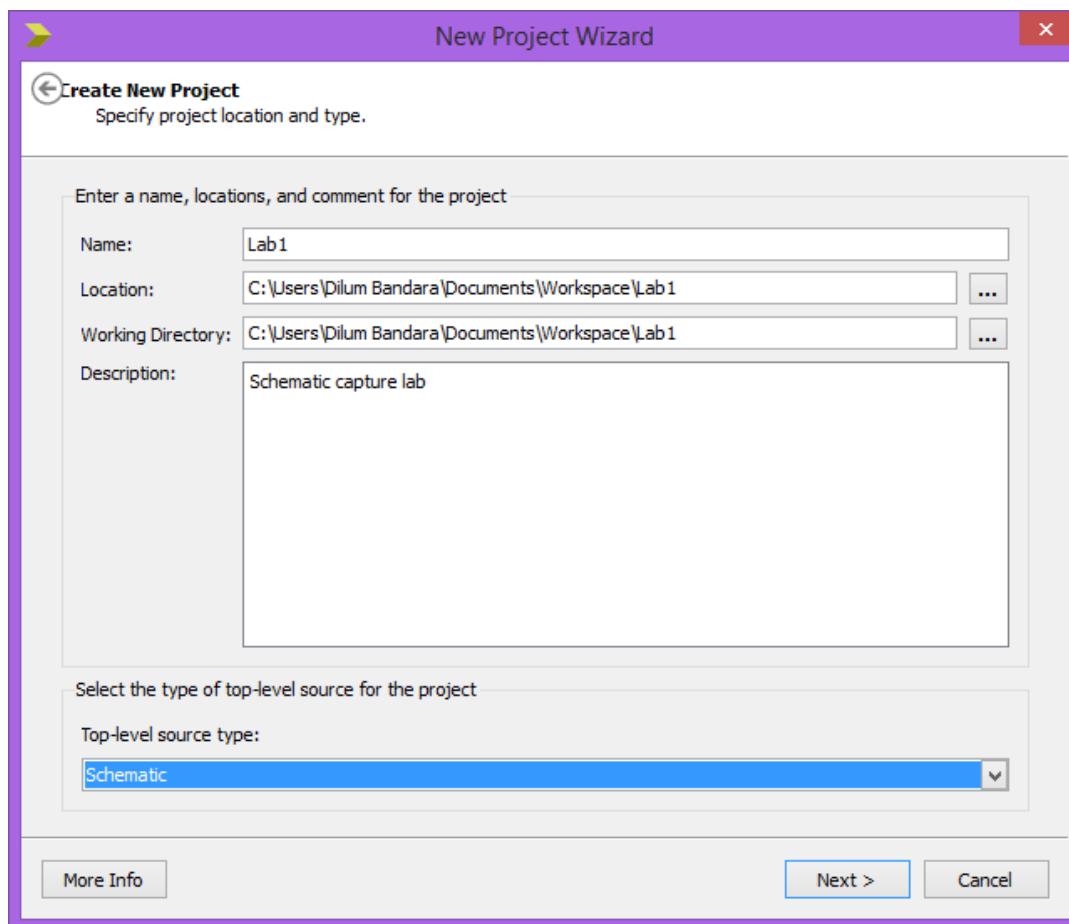 New Project Wizard
Create New Project
Specify project location and type.
Enter a name, locations, and comment for the project
Name: Lab1
Location: C:\Users\Dilum Bandara\Documents\Workspace\Lab1 ...
Working Directory: C:\Users\Dilum Bandara\Documents\Workspace\Lab1 ...
Description: Schematic capture lab
Select the type of top-level source for the project
Top-level source type:
Schematic
More Info Next > Cancel